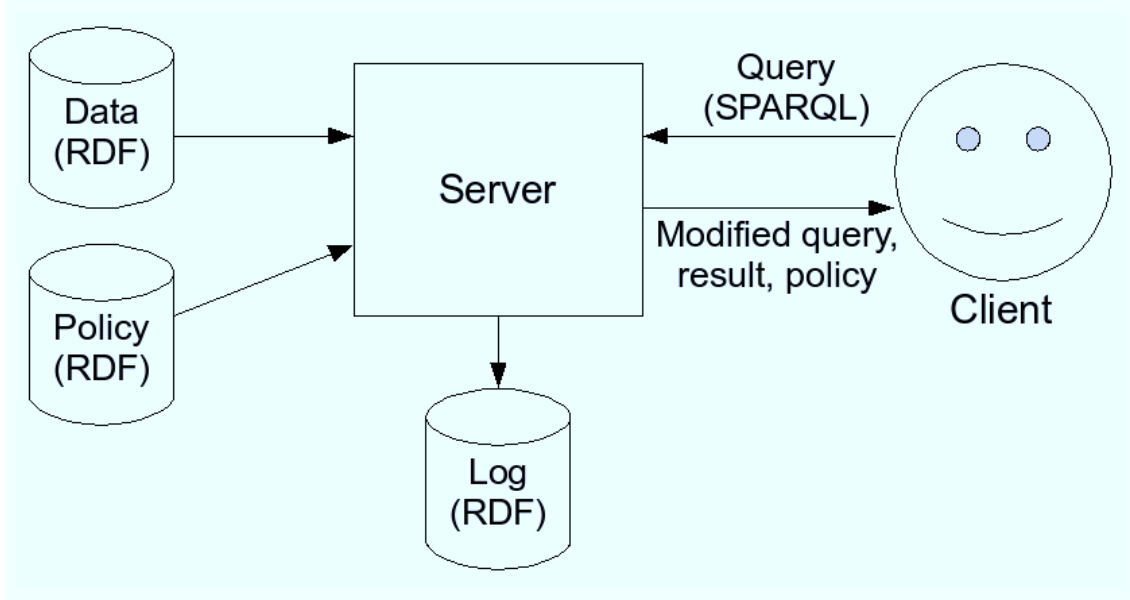 Data
(RDF)
Policy
(RDF)
Server
Log
(RDF)
Query
(SPARQL)
Modified query,
result, policy
Client